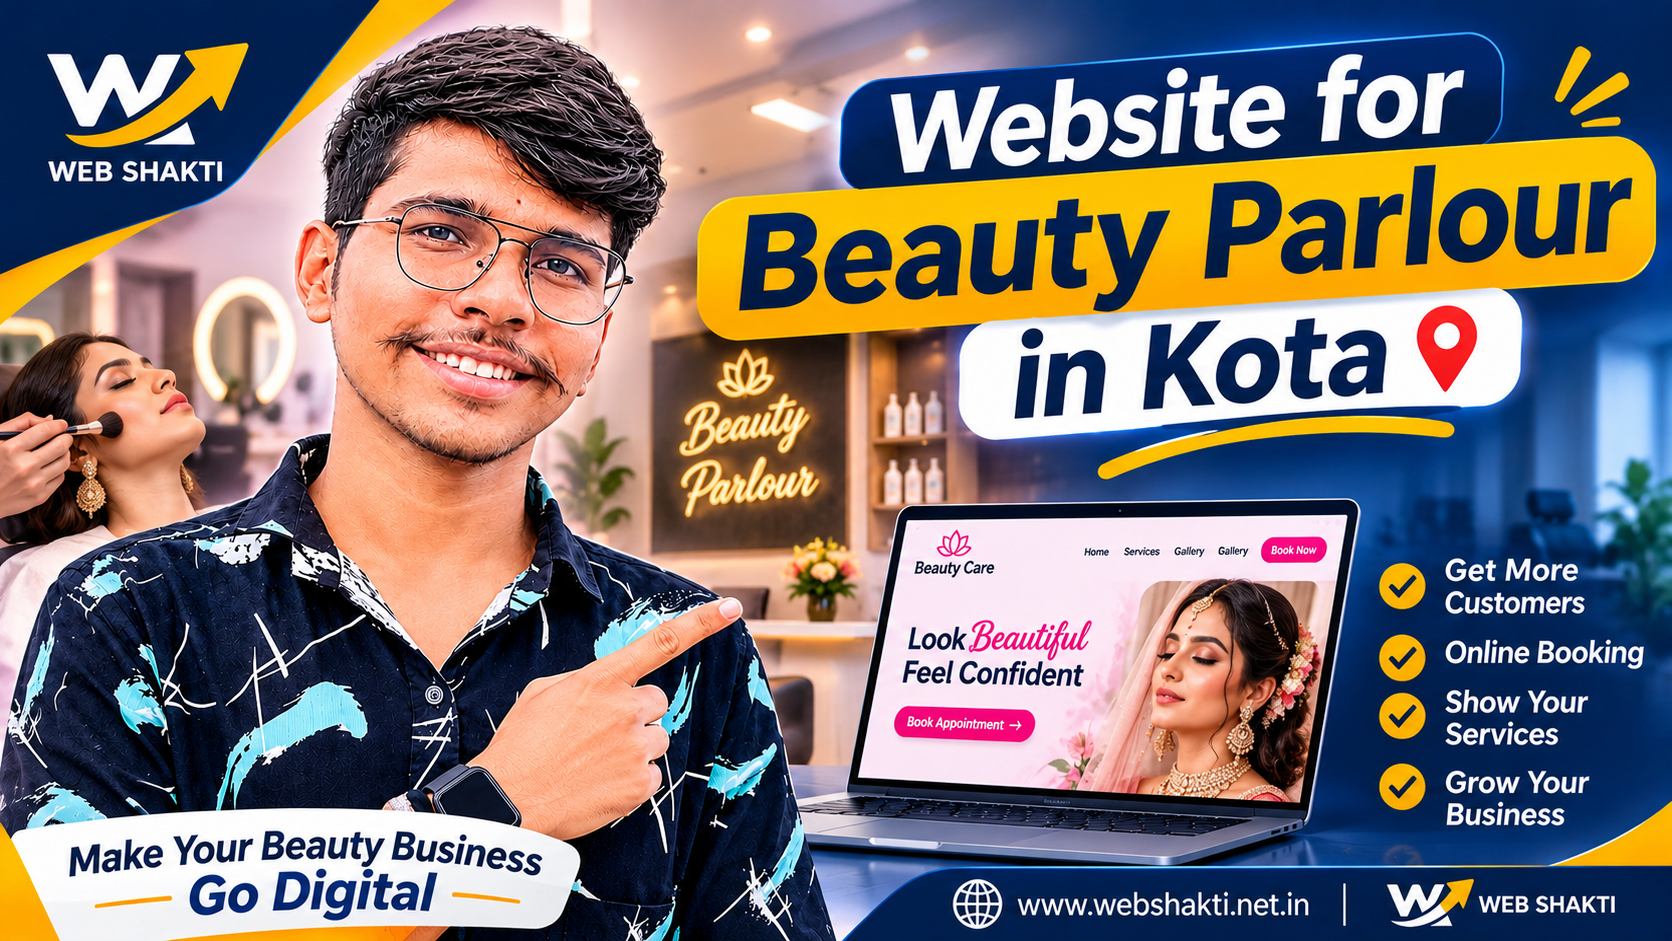 WEB SHAKTI
Website for
Beauty Parlour
in Kota
Beauty
Parlour
Beauty Care
Home Services Gallery Gallery Book Now
Look Beautiful
Feel Confident
Book Appointment →
Get More
Customers
Online Booking
Show Your
Services
Grow Your
Business
Make Your Beauty Business
Go Digital
www.webshakti.net.in
WEB SHAKTI